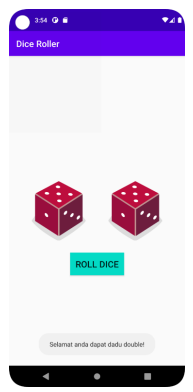 3:54
Dice Roller
ROLL DICE
Selamat anda dapat dadu double!